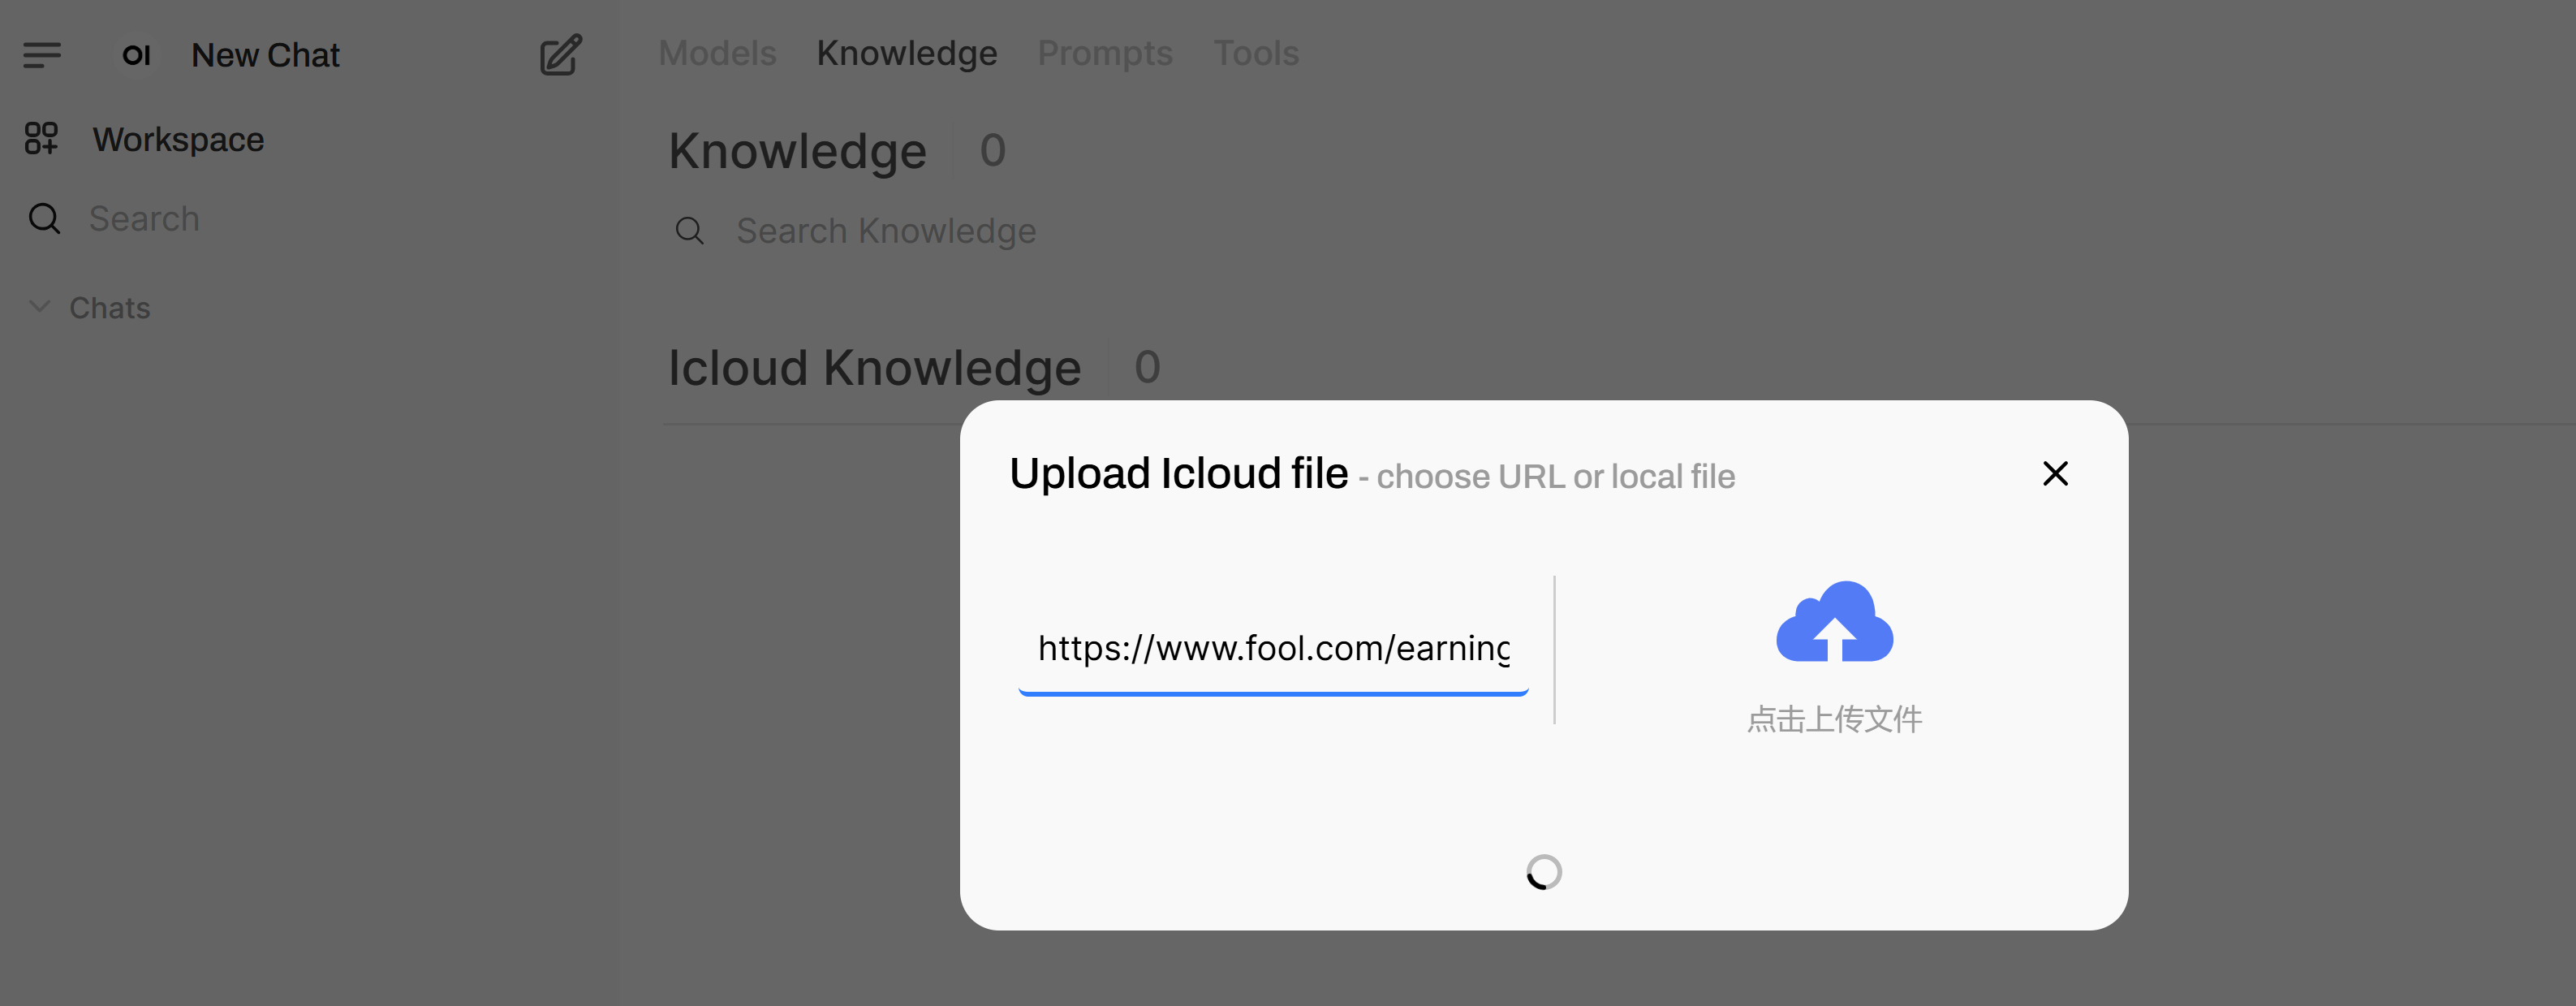 OI New Chat
Workspace
Search
Chats
Models Knowledge Prompts Tools
Knowledge 0
Search Knowledge
Icloud Knowledge 0
Upload Icloud file - choose URL or local file
https://www.fool.com/earning
点击上传文件